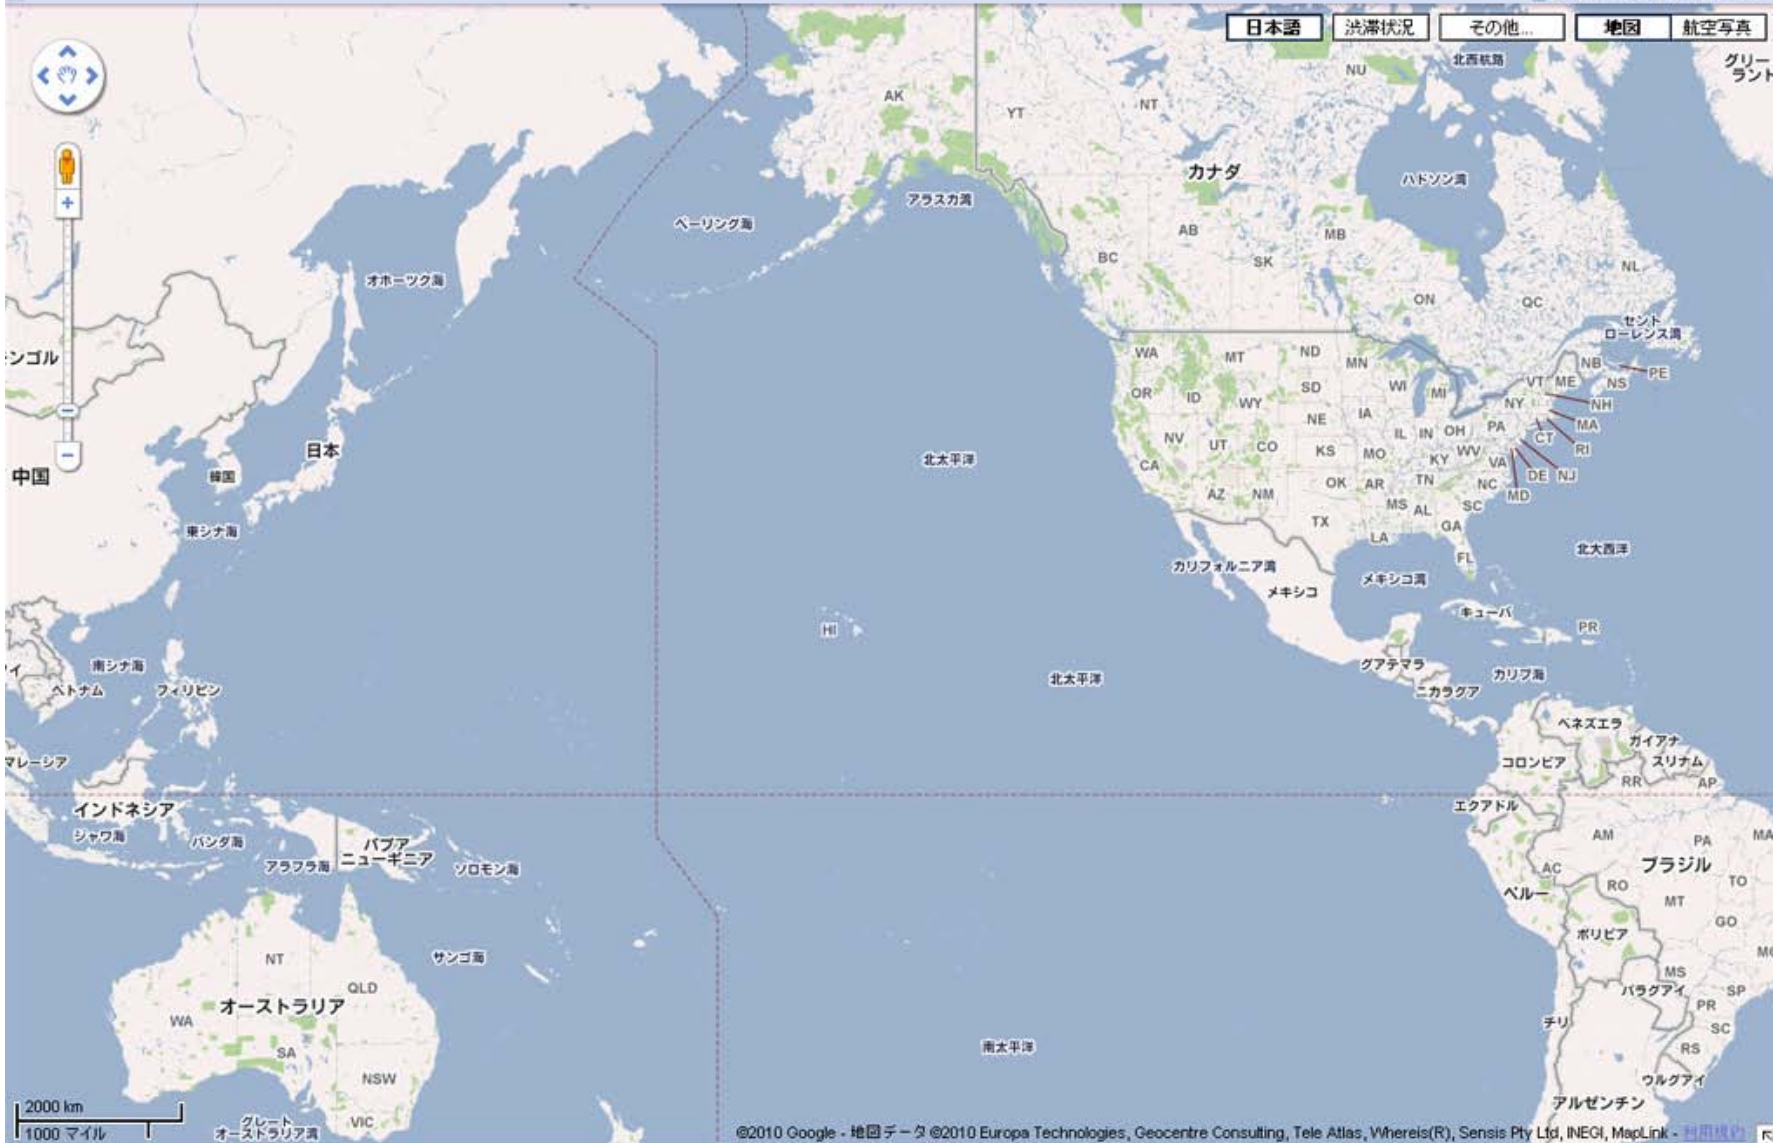 日本語 渋滞状況 その他... 地図 航空写真
グリー
ラント
北西航路
NU
AK
YT
NT
カナダ
ハドソン湾
アラスカ湾
ベーリング海
AB
MB
BC
SK
NL
オホーツク海
ON
QC
セント
ローレンス湾
ンゴル
WA
MT
ND
MN
NB
PE
OR
ID
WY
SD
WI
MI
VT
ME
NS
NH
NY
NE
IA
MA
NV
UT
CO
KS
MO
IL
IN
OH
PA
CT
RI
日本
北太平洋
CA
KY
WV
VA
DE
NJ
中国
韓国
AZ
NM
OK
AR
TN
NC
MD
MS
AL
SC
TX
GA
LA
東シナ海
FL
北大西洋
カリフォルニア湾
メキシコ湾
メキシコ
キューバ
HI
PR
南シナ海
イ
ベトナム
フィリピン
グアテマラ
カリブ海
北太平洋
ニカラグア
ベネズエラ
ガイアナ
マレーシア
コロンビア
スリナム
RR
AP
インドネシア
エクアドル
ジャワ海
バンダ海
パプア
ニューギニア
アラフラ海
ソロモン海
AM
PA
MA
ブラジル
AC
ペルー
RO
TO
MT
GO
ボリビア
サンゴ海
NT
QLD
MS
MG
オーストラリア
パラグアイ
SP
PR
WA
チリ
SC
南太平洋
SA
RS
NSW
ウルグアイ
アルゼンチン
2000 km
1000 マイル
グレート
オーストラリア湾
VIC
©2010 Google - 地図データ ©2010 Europa Technologies, Geocentre Consulting, Tele Atlas, Whereis(R), Sensis Pty Ltd, INEGI, MapLink - 利用規約